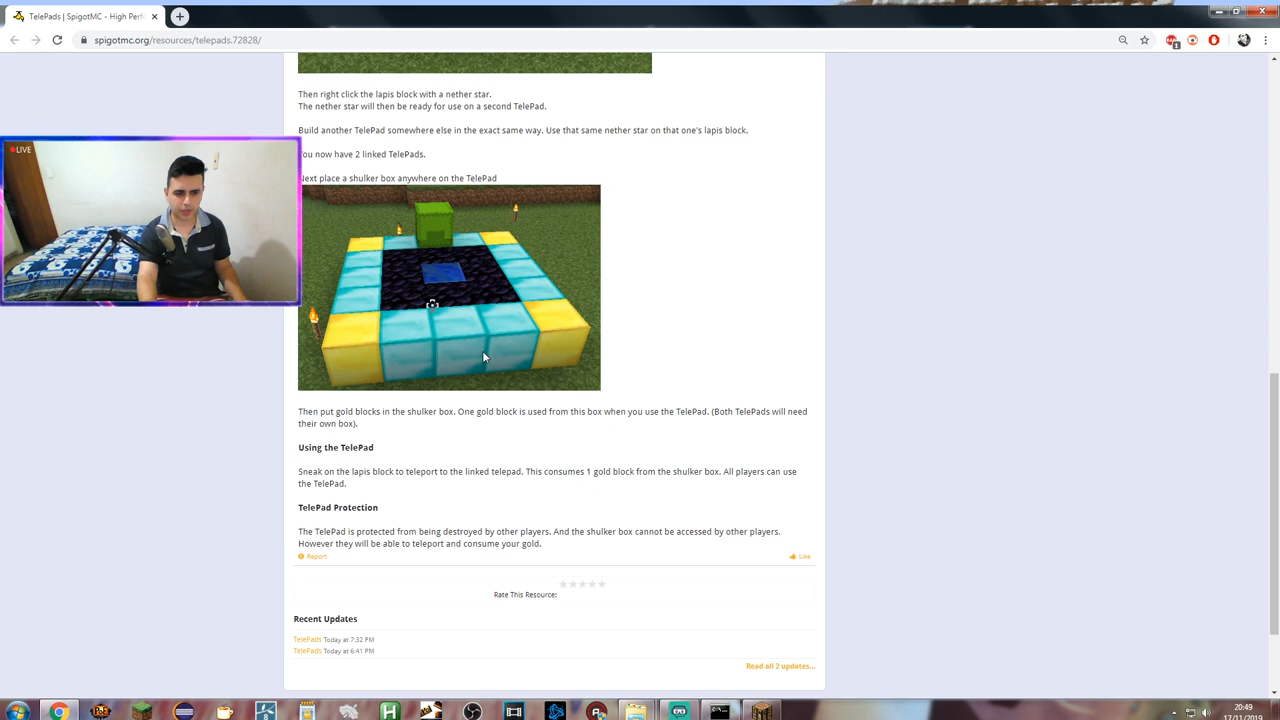 TelePads | SpigotMC - High Perf
spigotmc.org/resources/telepads.72828/
Then right click the lapis block with a nether star.
The nether star will then be ready for use on a second TelePad.
Build another TelePad somewhere else in the exact same way. Use that same nether star on that one's lapis block.
You now have 2 linked TelePads.
Next place a shulker box anywhere on the TelePad
LIVE
Then put gold blocks in the shulker box. One gold block is used from this box when you use the TelePad. (Both TelePads will need
their own box).
Using the TelePad
Sneak on the lapis block to teleport to the linked telepad. This consumes 1 gold block from the shulker box. All players can use
the TelePad.
TelePad Protection
The TelePad is protected from being destroyed by other players. And the shulker box cannot be accessed by other players.
However they will be able to teleport and consume your gold.
Report
Like
Rate This Resource:
Recent Updates
TelePads Today at 7:32 PM
TelePads Today at 6:41 PM
Read all 2 updates...
20:49
17/11/2019